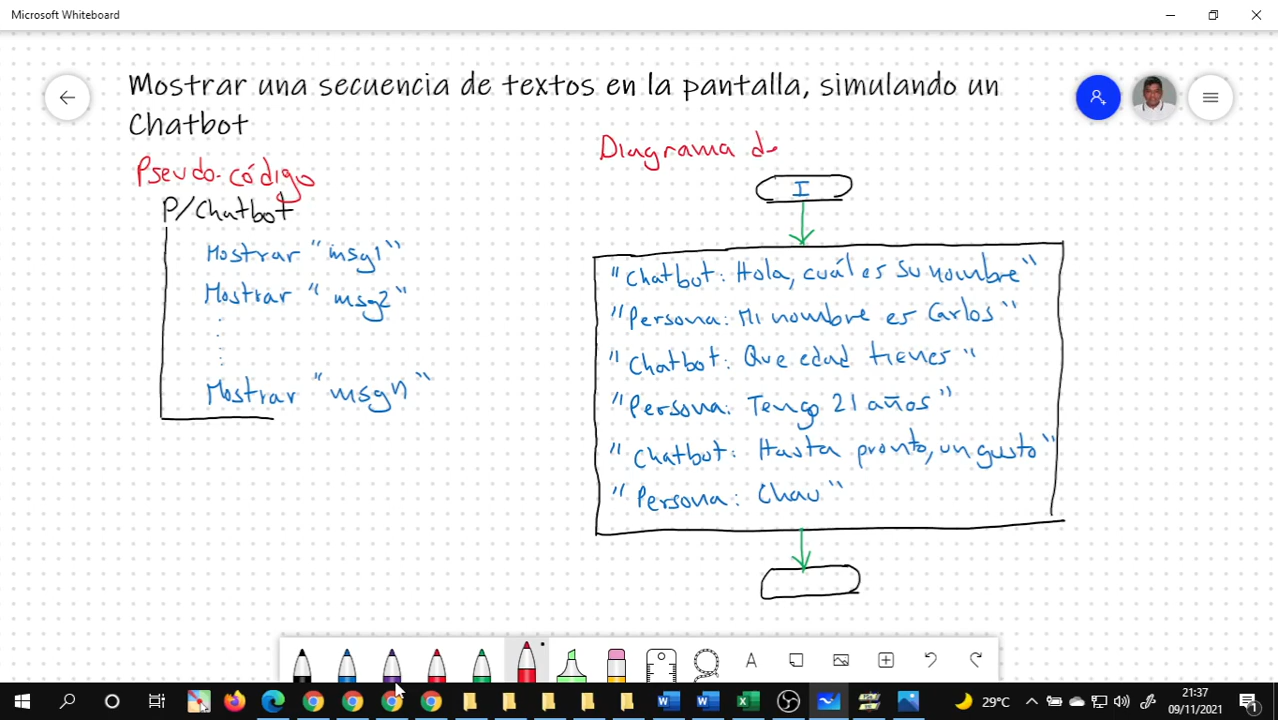 Microsoft Whiteboard
Mostrar una secuencia de textos en la pantalla, simulando un
Chatbot
Pseudo-código
P/Chatbot
Mostrar "msg1"
Mostrar "msg2"
Mostrar "msgn"
Diagrama de
I
"Chatbot: Hola, cuál es su nombre"
"Persona: Mi nombre es Carlos"
"Chatbot: Que edad tienes"
"Persona: Tengo 21 años"
"Chatbot: Hasta pronto, un gusto"
"Persona: Chau"
29°C
21:37
09/11/2021